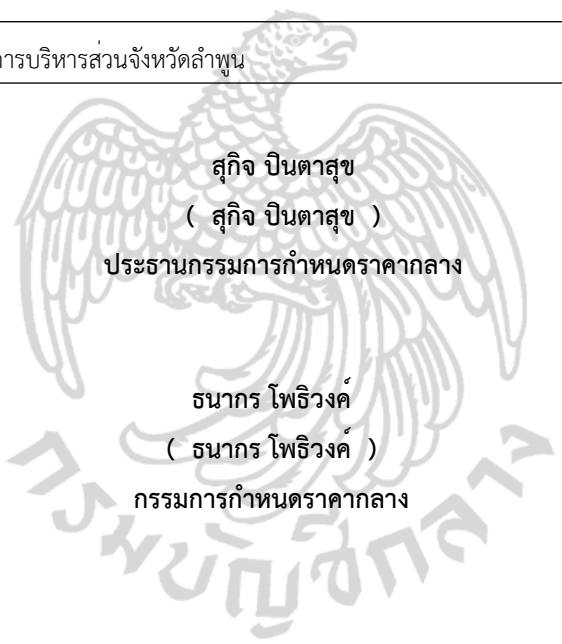 การบริหารส่วนจังหวัดลำพูน
สุกิจ ปินตาสุข
( สุกิจ ปินตาสุข )
ประธานกรรมการกำหนดราคากลาง
ธนากร โพธิวงค์
( ธนากร โพธิวงค์ )
กรรมการกำหนดราคากลาง
กรมบัญชีกลาง